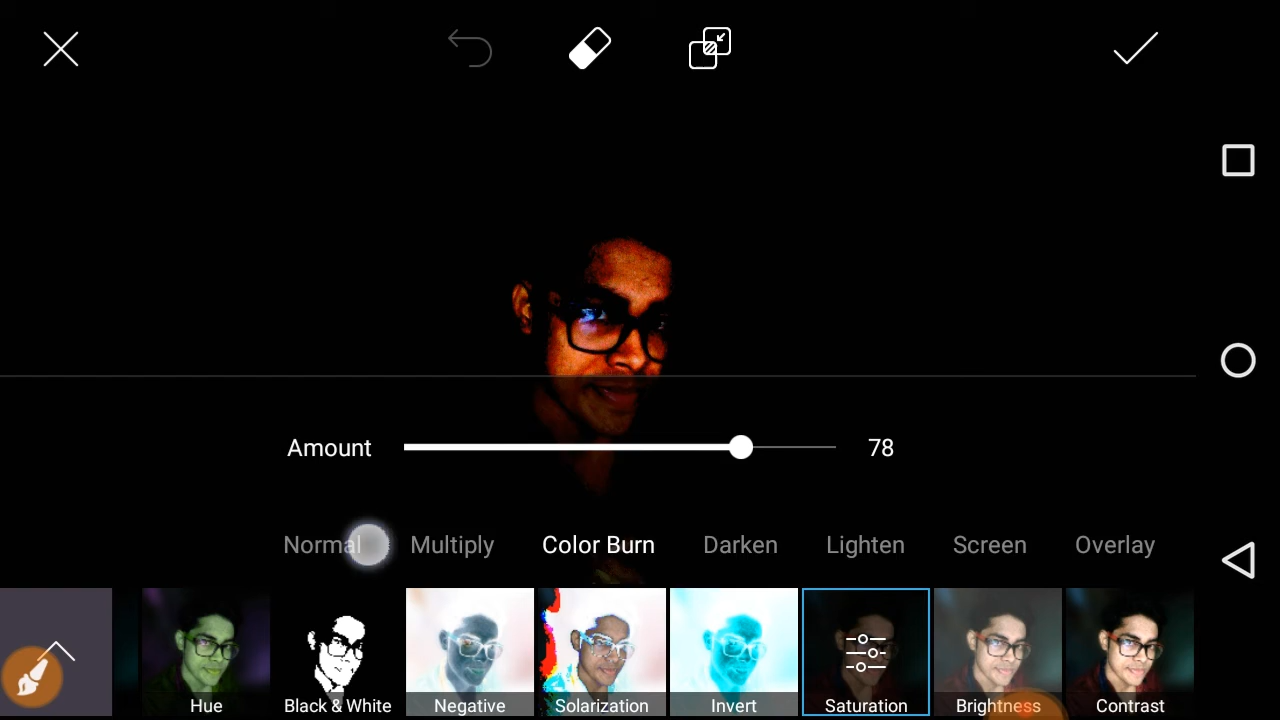 Amount 78
Normal Multiply Color Burn Darken Lighten Screen Overlay
Hue Black & White Negative Solarization Invert Saturation Brightness Contrast